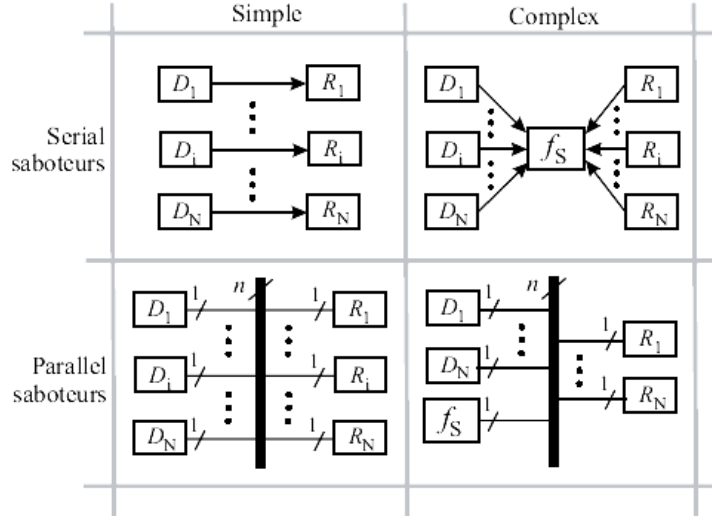 Simple Complex
Serial
saboteurs
D1 R1
Di Ri
DN RN
D1 R1
Di fS Ri
DN RN
Parallel
saboteurs
1 n 1
D1 R1
1 1
Di Ri
1 1
DN RN
1 n
D1
1 1
R1
DN
1 1
RN
fS